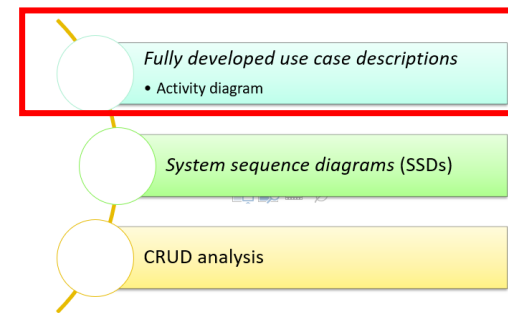 Fully developed use case descriptions
• Activity diagram
System sequence diagrams (SSDs)
CRUD analysis